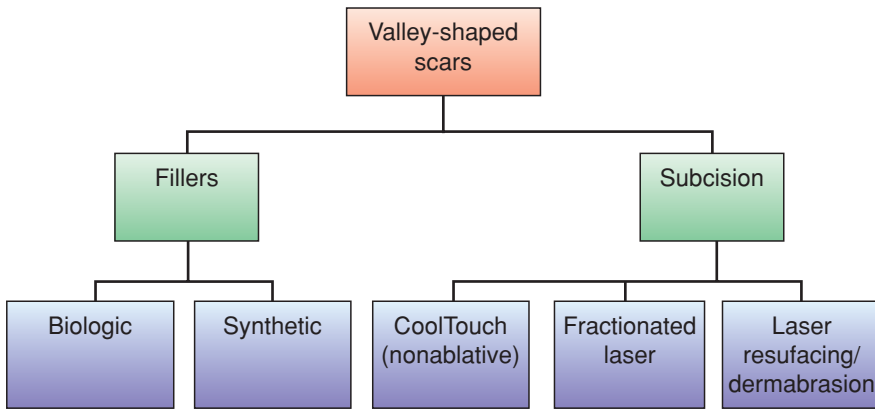 Valley-shaped
scars
Fillers
Subcision
Biologic
Synthetic
CoolTouch
(nonablative)
Fractionated
laser
Laser
resufacing/
dermabrasion